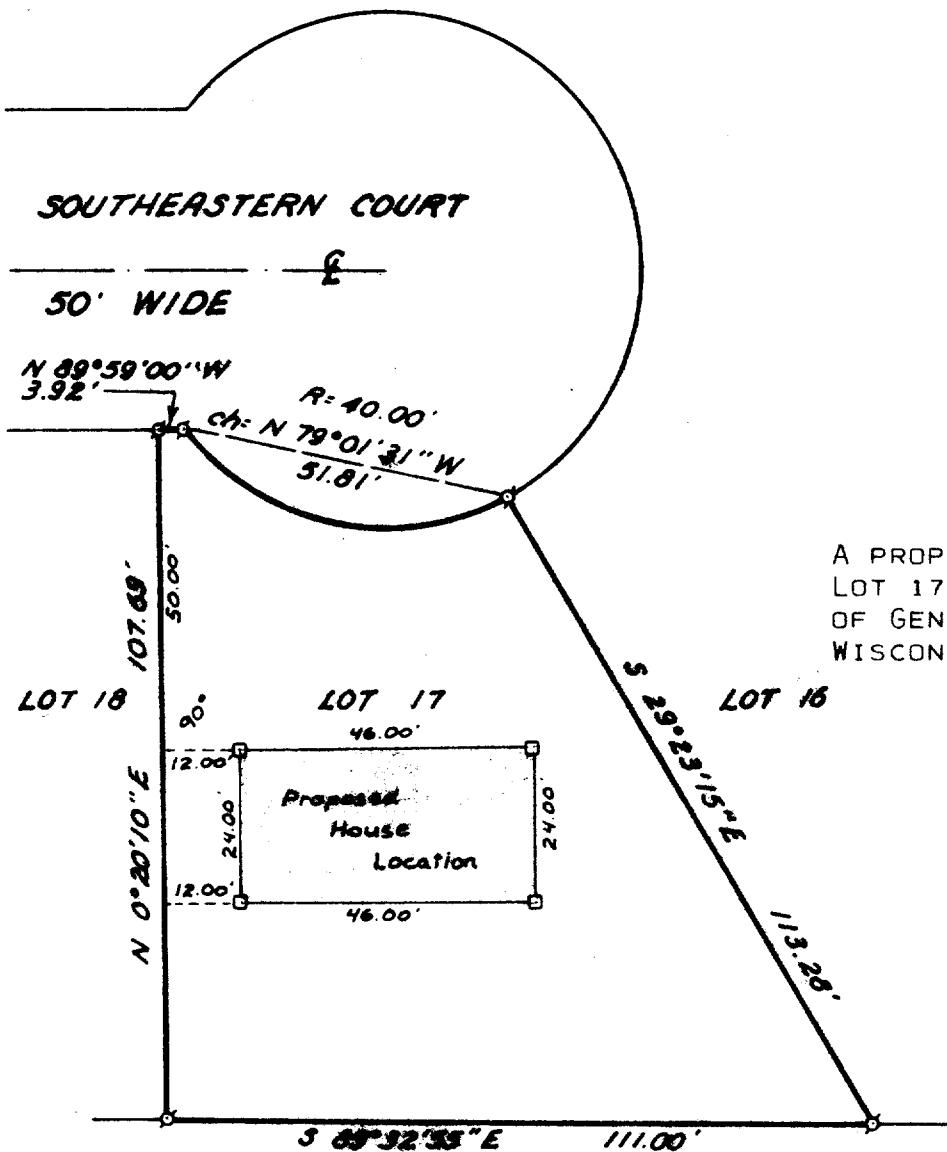 SOUTHEASTERN COURT
℄
50' WIDE
N 89°59'00"W
3.92'
R= 40.00'
ch= N 79°01'31"W
51.81'
107.69'
50.00'
A PROP
LOT 17
OF GEN
WISCON
LOT 18
90°
LOT 17
S 29°23'15"E
LOT 16
46.00'
12.00'
24.00'
Proposed
House
Location
24.00'
N 0°20'10"E
12.00'
46.00'
113.28'
111.00'